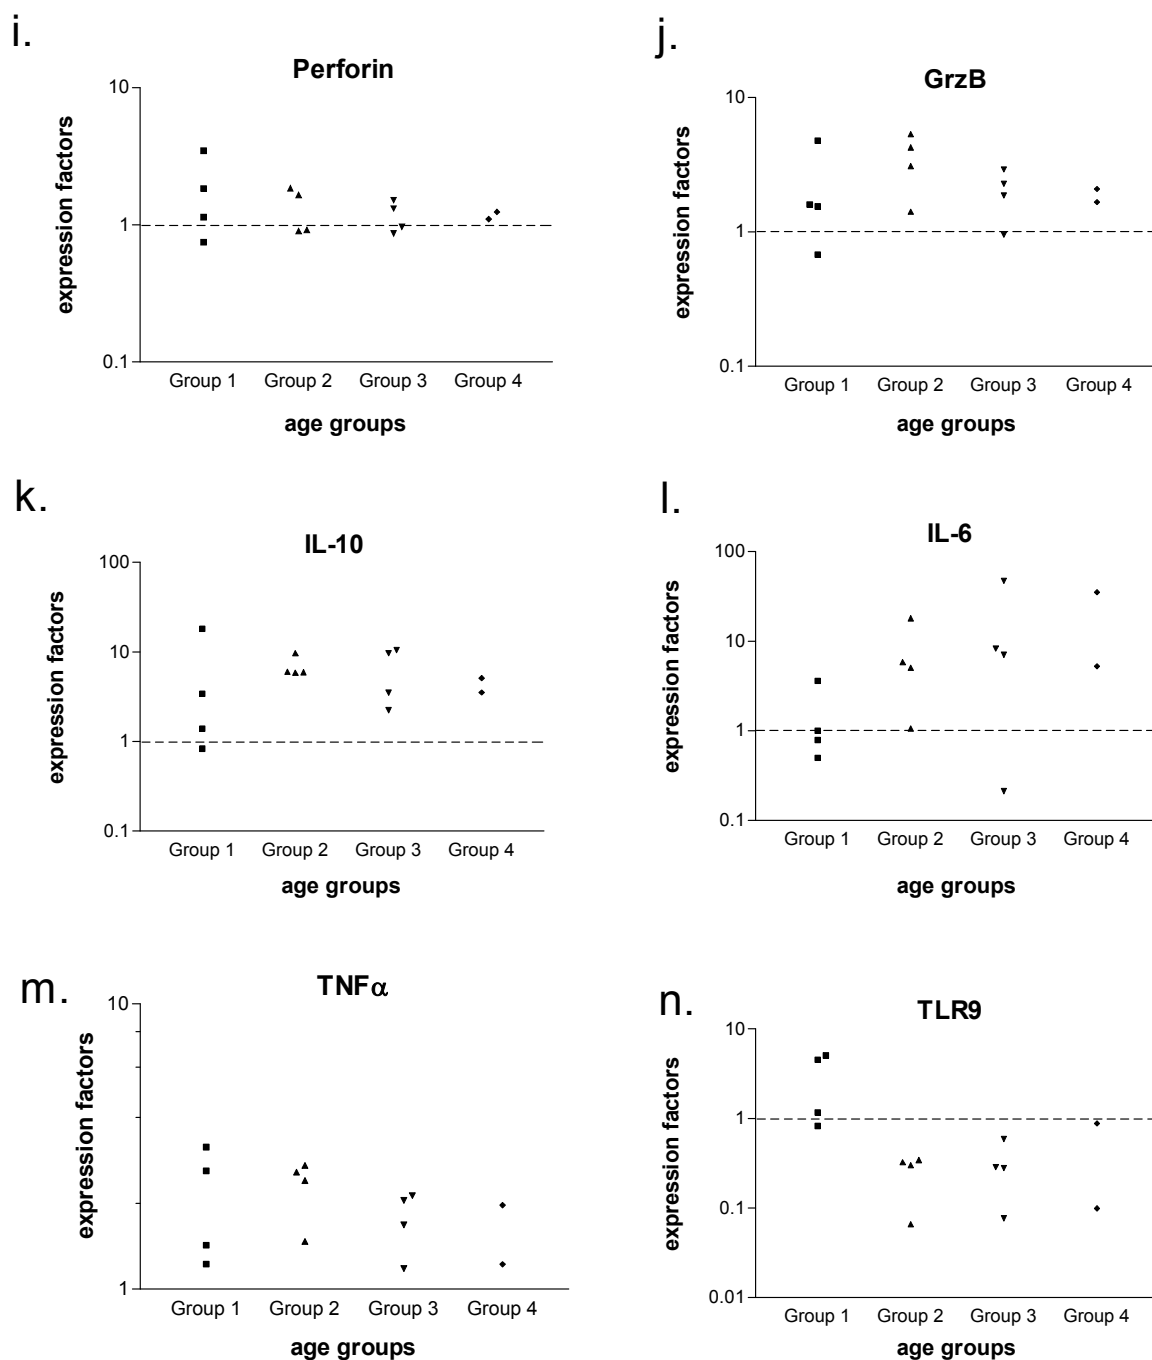 i.
Perforin
expression factors
10
1
0.1
Group 1 Group 2 Group 3 Group 4
age groups
j.
GrzB
expression factors
10
1
0.1
Group 1 Group 2 Group 3 Group 4
age groups
k.
IL-10
expression factors
100
10
1
0.1
Group 1 Group 2 Group 3 Group 4
age groups
l.
IL-6
expression factors
100
10
1
0.1
Group 1 Group 2 Group 3 Group 4
age groups
m.
TNFα
expression factors
10
1
Group 1 Group 2 Group 3 Group 4
age groups
n.
TLR9
expression factors
10
1
0.1
0.01
Group 1 Group 2 Group 3 Group 4
age groups